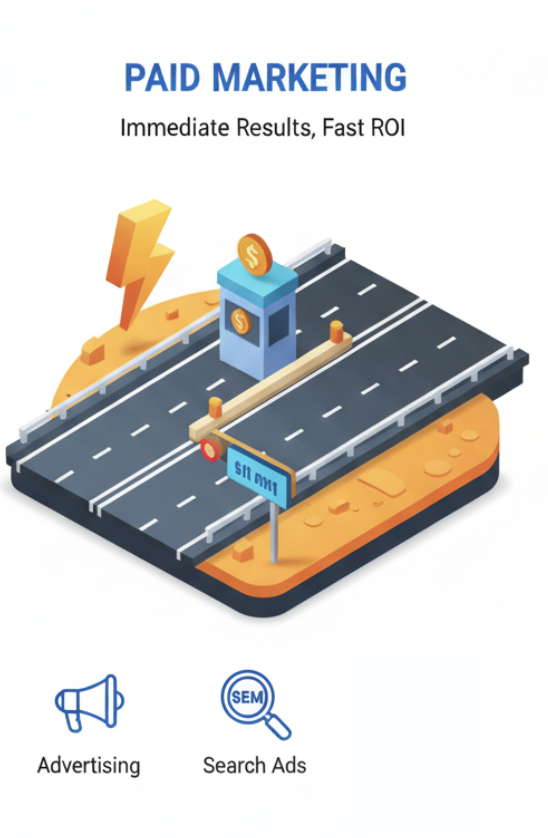 PAID MARKETING
Immediate Results, Fast ROI
$
$
SEM
Advertising
Search Ads